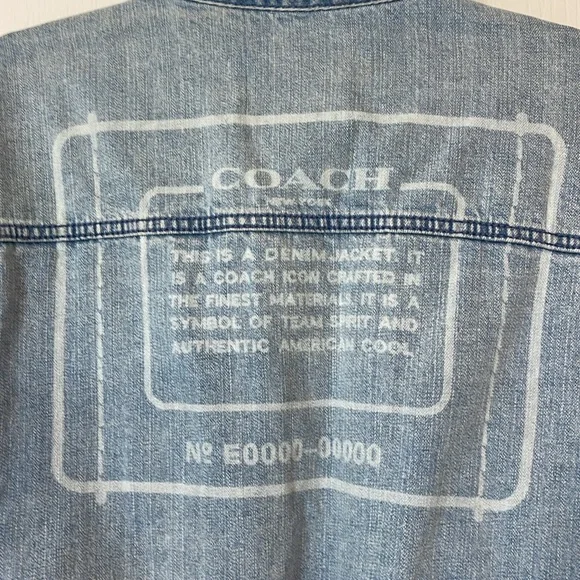 COACH
NEW YORK
THIS IS A DENIM JACKET. IT
IS A COACH ICON CRAFTED IN
THE FINEST MATERIALS. IT IS A
SYMBOL OF TEAM SPIRIT AND
AUTHENTIC AMERICAN COOL.
Nº E0000-00000